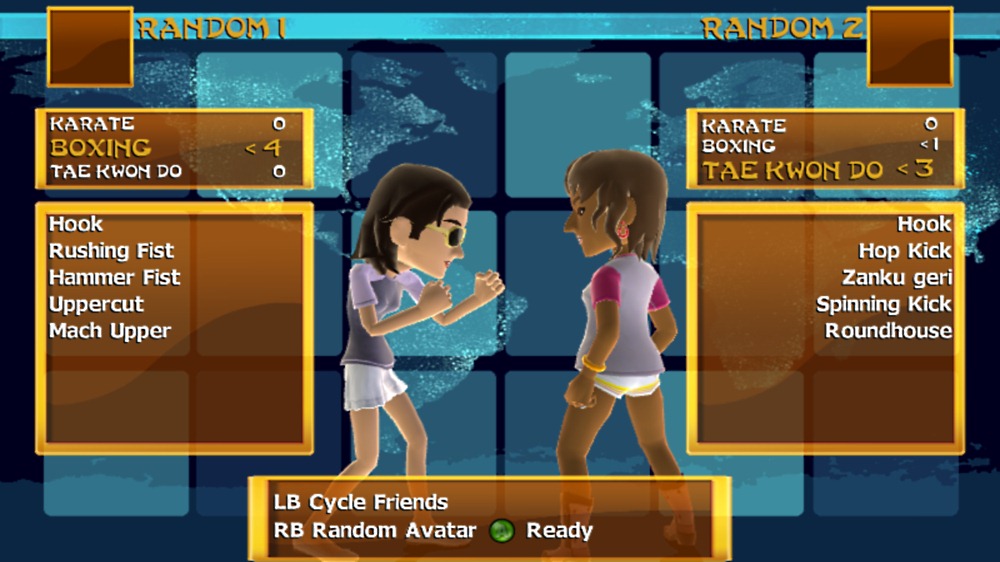 RANDOM 1
RANDOM 2
KARATE 0
BOXING < 4
TAE KWON DO 0
KARATE 0
BOXING < 1
TAE KWON DO < 3
Hook
Rushing Fist
Hammer Fist
Uppercut
Mach Upper
Hook
Hop Kick
Zanku geri
Spinning Kick
Roundhouse
LB Cycle Friends
RB Random Avatar Ready